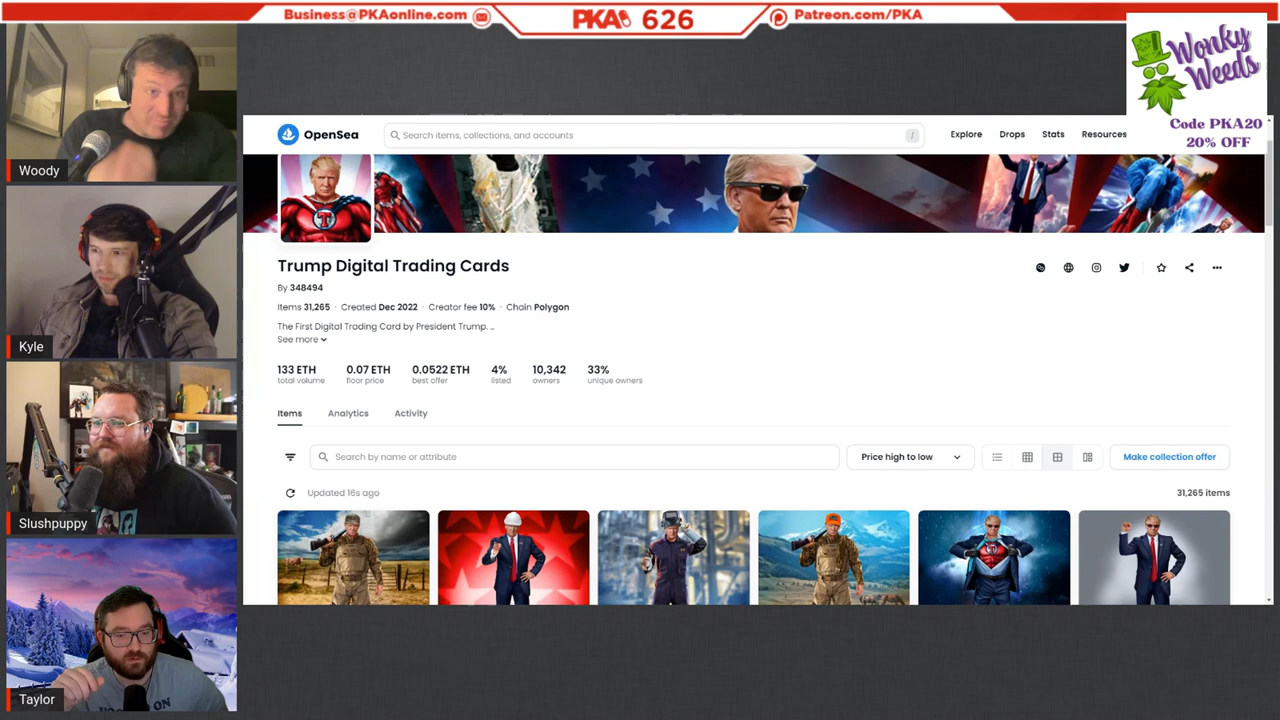 Business@PKAonline.com
PKA 626
Patreon.com/PKA
Wonky
Weeds
Code PKA20
20% OFF
Woody
Kyle
Slushpuppy
Taylor
OpenSea
Search items, collections, and accounts
/
Explore
Drops
Stats
Resources
T
Trump Digital Trading Cards
By 348494
Items 31,265 · Created Dec 2022 · Creator fee 10% · Chain Polygon
The First Digital Trading Card by President Trump. …
See more
133 ETH
total volume
0.07 ETH
floor price
0.0522 ETH
best offer
4%
listed
10,342
owners
33%
unique owners
Items
Analytics
Activity
Search by name or attribute
Price high to low
Make collection offer
Updated 16s ago
31,265 items